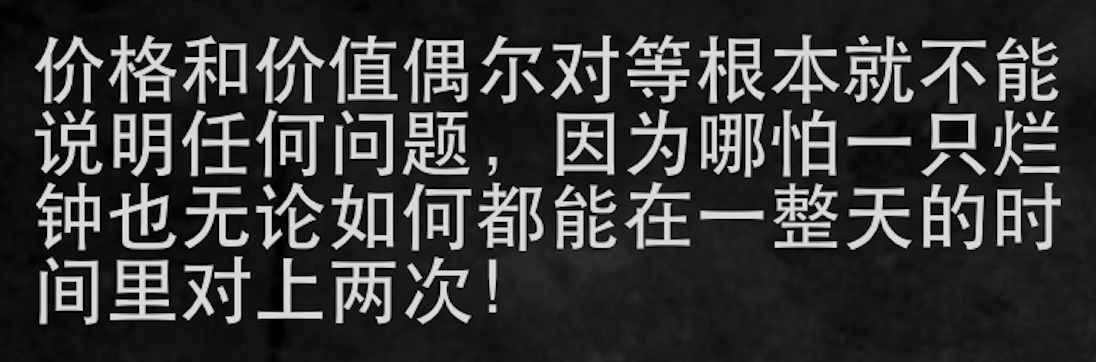 价格和价值偶尔对等根本就不能
说明任何问题，因为哪怕一只烂
钟也无论如何都能在一整天的时
间里对上两次！